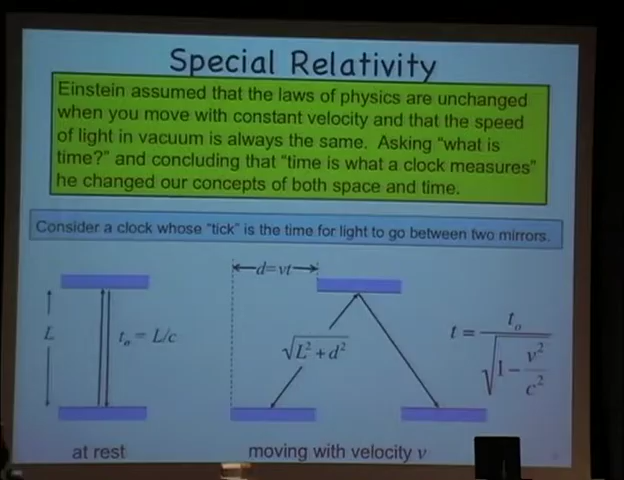 Special Relativity
Einstein assumed that the laws of physics are unchanged
when you move with constant velocity and that the speed
of light in vacuum is always the same. Asking "what is
time?" and concluding that "time is what a clock measures"
he changed our concepts of both space and time.
Consider a clock whose "tick" is the time for light to go between two mirrors.
d=vt
L
t₀ = L/c
√L² + d²
t = t₀ / √1 − v²/c²
at rest
moving with velocity v